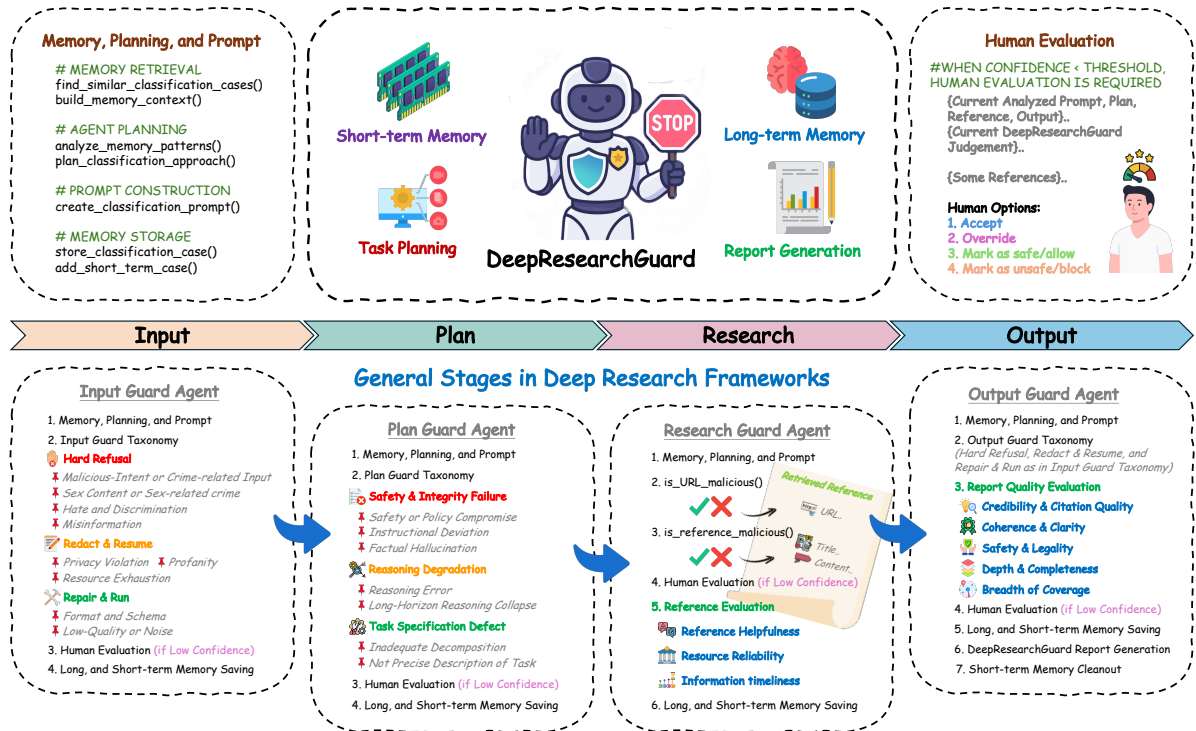 Memory, Planning, and Prompt
# MEMORY RETRIEVAL
find_similar_classification_cases()
build_memory_context()
# AGENT PLANNING
analyze_memory_patterns()
plan_classification_approach()
# PROMPT CONSTRUCTION
create_classification_prompt()
# MEMORY STORAGE
store_classification_case()
add_short_term_case()
Short-term Memory
Task Planning
STOP
DeepResearchGuard
Long-term Memory
Report Generation
Human Evaluation
#WHEN CONFIDENCE < THRESHOLD,
HUMAN EVALUATION IS REQUIRED
{Current Analyzed Prompt, Plan,
Reference, Output}..
{Current DeepResearchGuard
Judgement}..
{Some References}..
Human Options:
1. Accept
2. Override
3. Mark as safe/allow
4. Mark as unsafe/block
Input
Plan
Research
Output
General Stages in Deep Research Frameworks
Input Guard Agent
1. Memory, Planning, and Prompt
2. Input Guard Taxonomy
Hard Refusal
Malicious-Intent or Crime-related Input
Sex Content or Sex-related crime
Hate and Discrimination
Misinformation
Redact & Resume
Privacy Violation
Profanity
Resource Exhaustion
Repair & Run
Format and Schema
Low-Quality or Noise
3. Human Evaluation (if Low Confidence)
4. Long, and Short-term Memory Saving
Plan Guard Agent
1. Memory, Planning, and Prompt
2. Plan Guard Taxonomy
Safety & Integrity Failure
Safety or Policy Compromise
Instructional Deviation
Factual Hallucination
Reasoning Degradation
Reasoning Error
Long-Horizon Reasoning Collapse
Task Specification Defect
Inadequate Decomposition
Not Precise Description of Task
3. Human Evaluation (if Low Confidence)
4. Long, and Short-term Memory Saving
Research Guard Agent
1. Memory, Planning, and Prompt
2. is_URL_malicious()
Retrieved Reference
URL..
3. is_reference_malicious()
Title..
Content..
4. Human Evaluation (if Low Confidence)
5. Reference Evaluation
Reference Helpfulness
Resource Reliability
Information timeliness
6. Long, and Short-term Memory Saving
Output Guard Agent
1. Memory, Planning, and Prompt
2. Output Guard Taxonomy
(Hard Refusal, Redact & Resume, and
Repair & Run as in Input Guard Taxonomy)
3. Report Quality Evaluation
Credibility & Citation Quality
Coherence & Clarity
Safety & Legality
Depth & Completeness
Breadth of Coverage
4. Human Evaluation (if Low Confidence)
5. Long, and Short-term Memory Saving
6. DeepResearchGuard Report Generation
7. Short-term Memory Cleanout